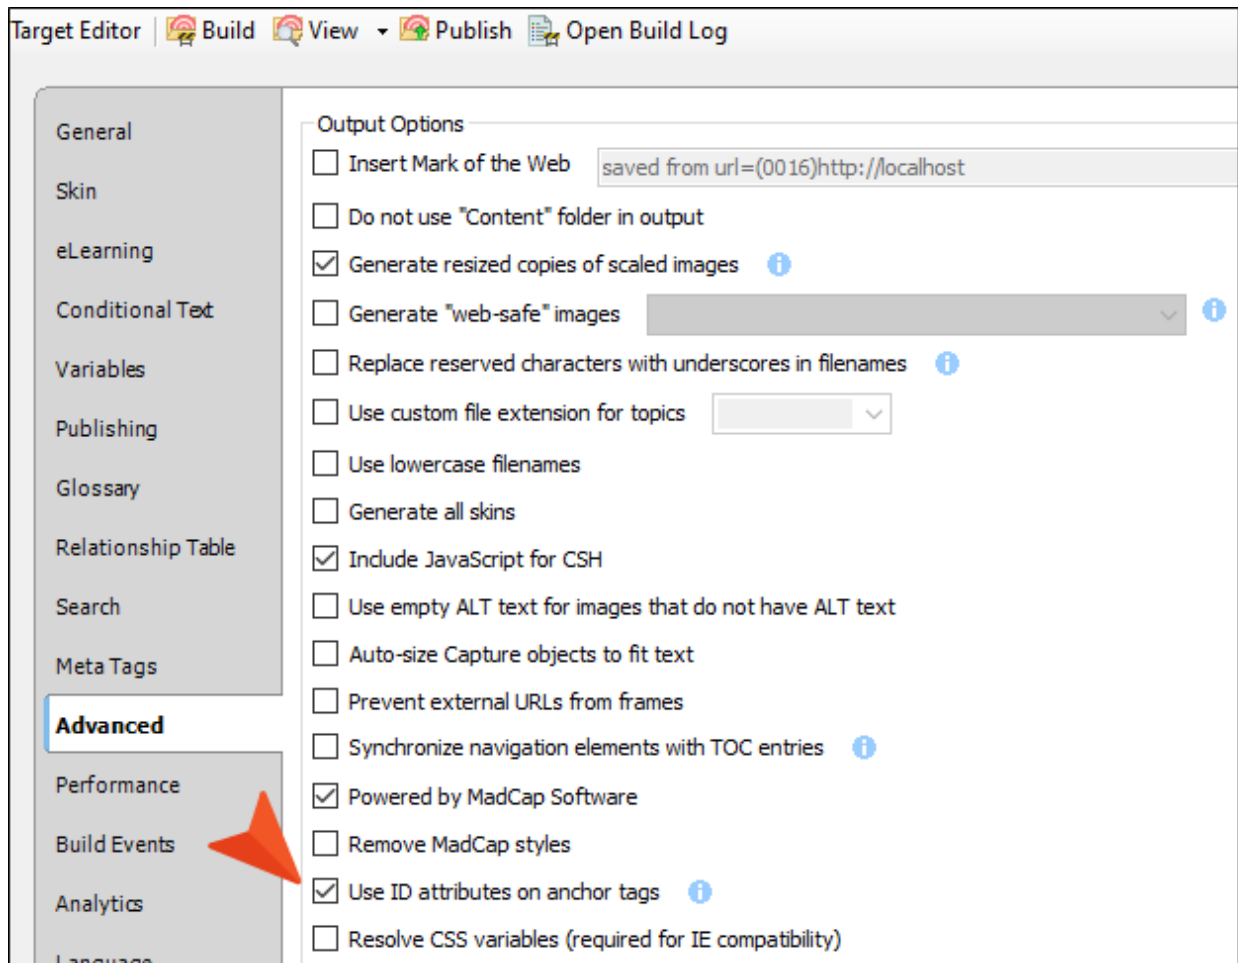 Target Editor Build View Publish Open Build Log
General
Skin
eLearning
Conditional Text
Variables
Publishing
Glossary
Relationship Table
Search
Meta Tags
Advanced
Performance
Build Events
Analytics
Language
Output Options
Insert Mark of the Web saved from url=(0016)http://localhost
Do not use "Content" folder in output
Generate resized copies of scaled images
Generate "web-safe" images
Replace reserved characters with underscores in filenames
Use custom file extension for topics
Use lowercase filenames
Generate all skins
Include JavaScript for CSH
Use empty ALT text for images that do not have ALT text
Auto-size Capture objects to fit text
Prevent external URLs from frames
Synchronize navigation elements with TOC entries
Powered by MadCap Software
Remove MadCap styles
Use ID attributes on anchor tags
Resolve CSS variables (required for IE compatibility)